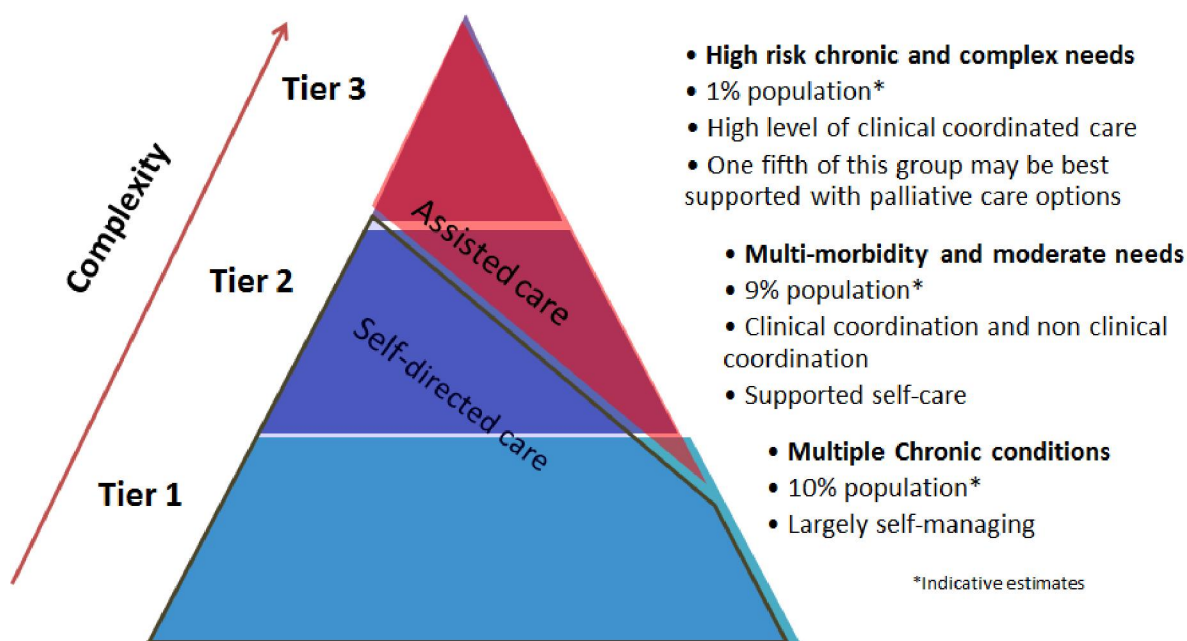 Complexity
Tier 3
Tier 2
Tier 1
Assisted care
Self-directed care
• High risk chronic and complex needs
• 1% population*
• High level of clinical coordinated care
• One fifth of this group may be best
supported with palliative care options
• Multi-morbidity and moderate needs
• 9% population*
• Clinical coordination and non clinical
coordination
• Supported self-care
• Multiple Chronic conditions
• 10% population*
• Largely self-managing
*Indicative estimates